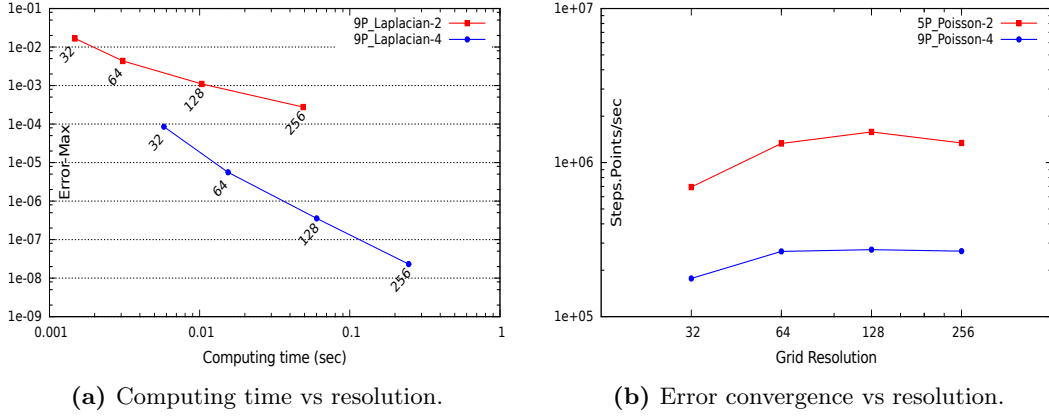 1e-01
1e-02
1e-03
1e-04
1e-05
1e-06
1e-07
1e-08
1e-09
Error-Max
9P_Laplacian-2
9P_Laplacian-4
32
64
128
256
32
64
128
256
0.001 0.01 0.1 1
Computing time (sec)
(a) Computing time vs resolution.
1e+07
1e+06
1e+05
Steps.Points/sec
5P_Poisson-2
9P_Poisson-4
32 64 128 256
Grid Resolution
(b) Error convergence vs resolution.